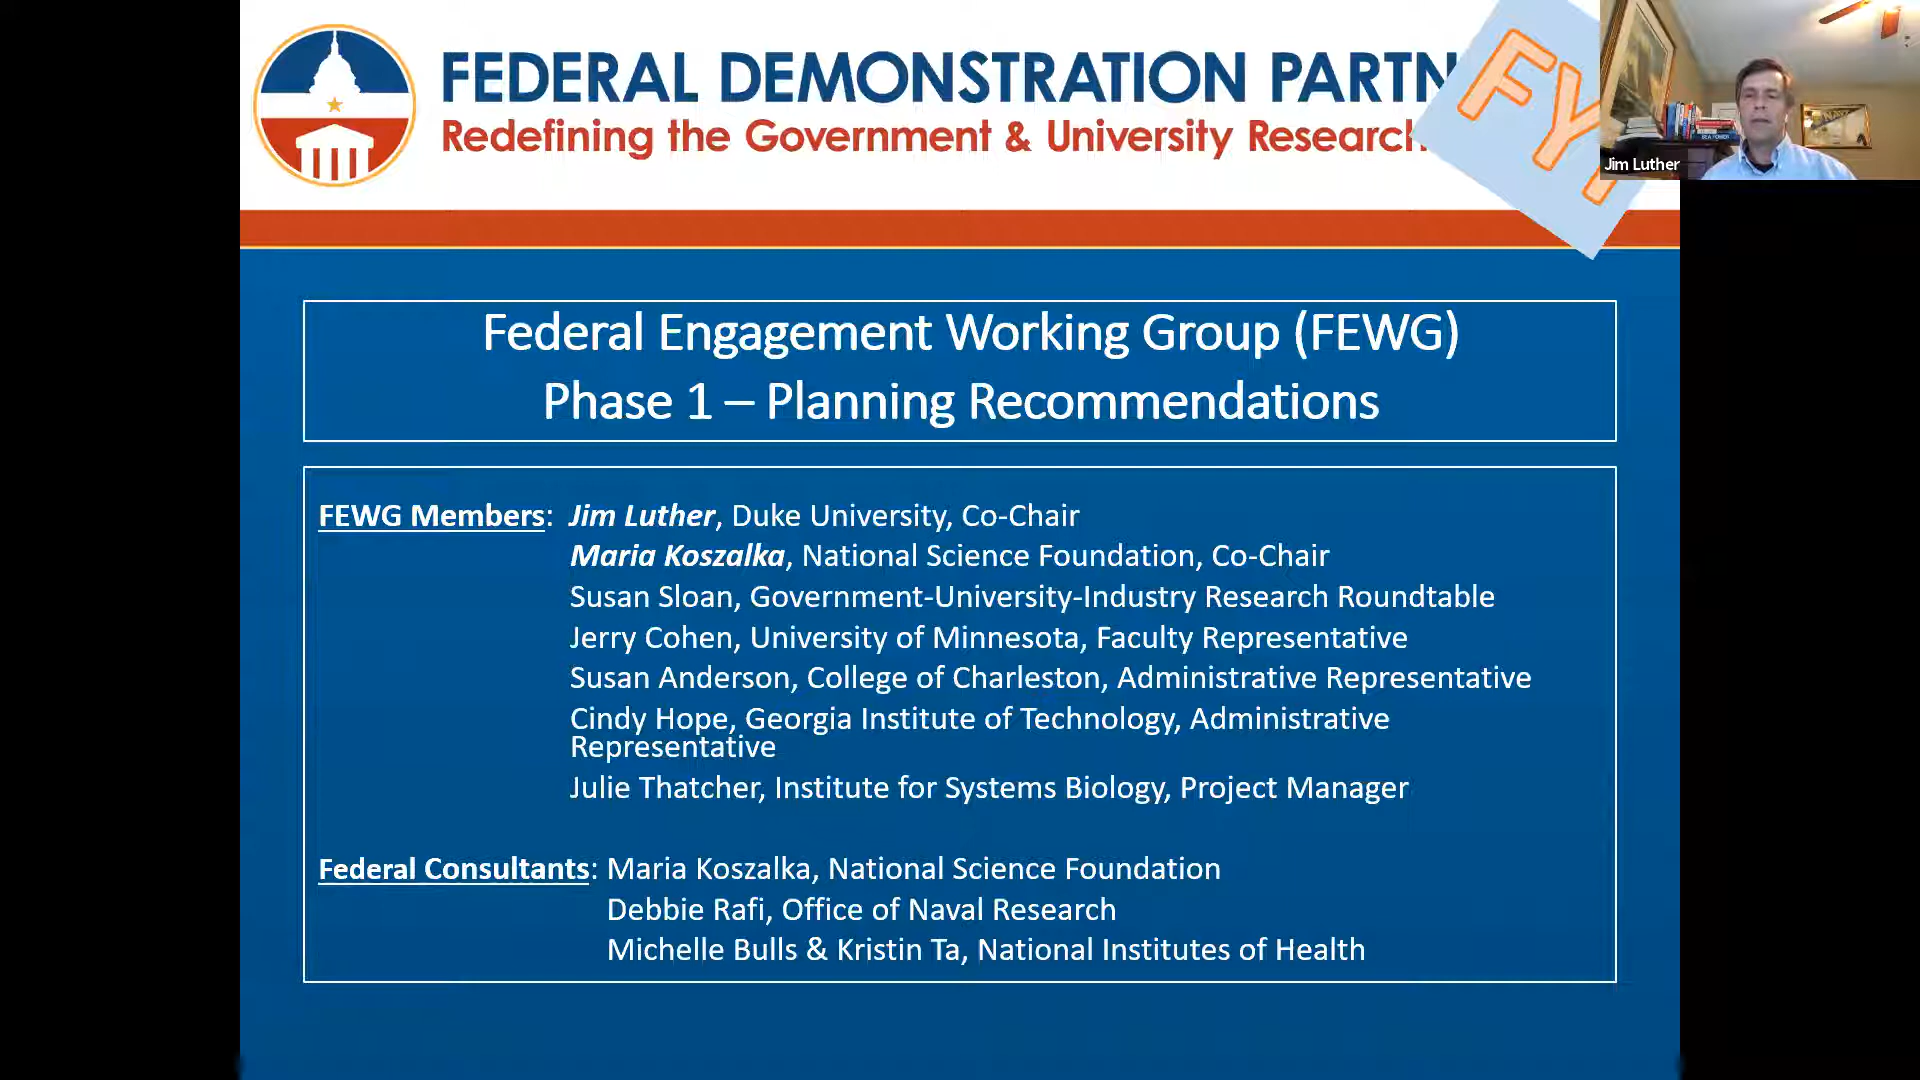 FEDERAL DEMONSTRATION PARTN
Redefining the Government & University Research
FY
Jim Luther
Federal Engagement Working Group (FEWG)
Phase 1 – Planning Recommendations
FEWG Members: Jim Luther, Duke University, Co-Chair
Maria Koszalka, National Science Foundation, Co-Chair
Susan Sloan, Government-University-Industry Research Roundtable
Jerry Cohen, University of Minnesota, Faculty Representative
Susan Anderson, College of Charleston, Administrative Representative
Cindy Hope, Georgia Institute of Technology, Administrative
Representative
Julie Thatcher, Institute for Systems Biology, Project Manager
Federal Consultants: Maria Koszalka, National Science Foundation
Debbie Rafi, Office of Naval Research
Michelle Bulls & Kristin Ta, National Institutes of Health